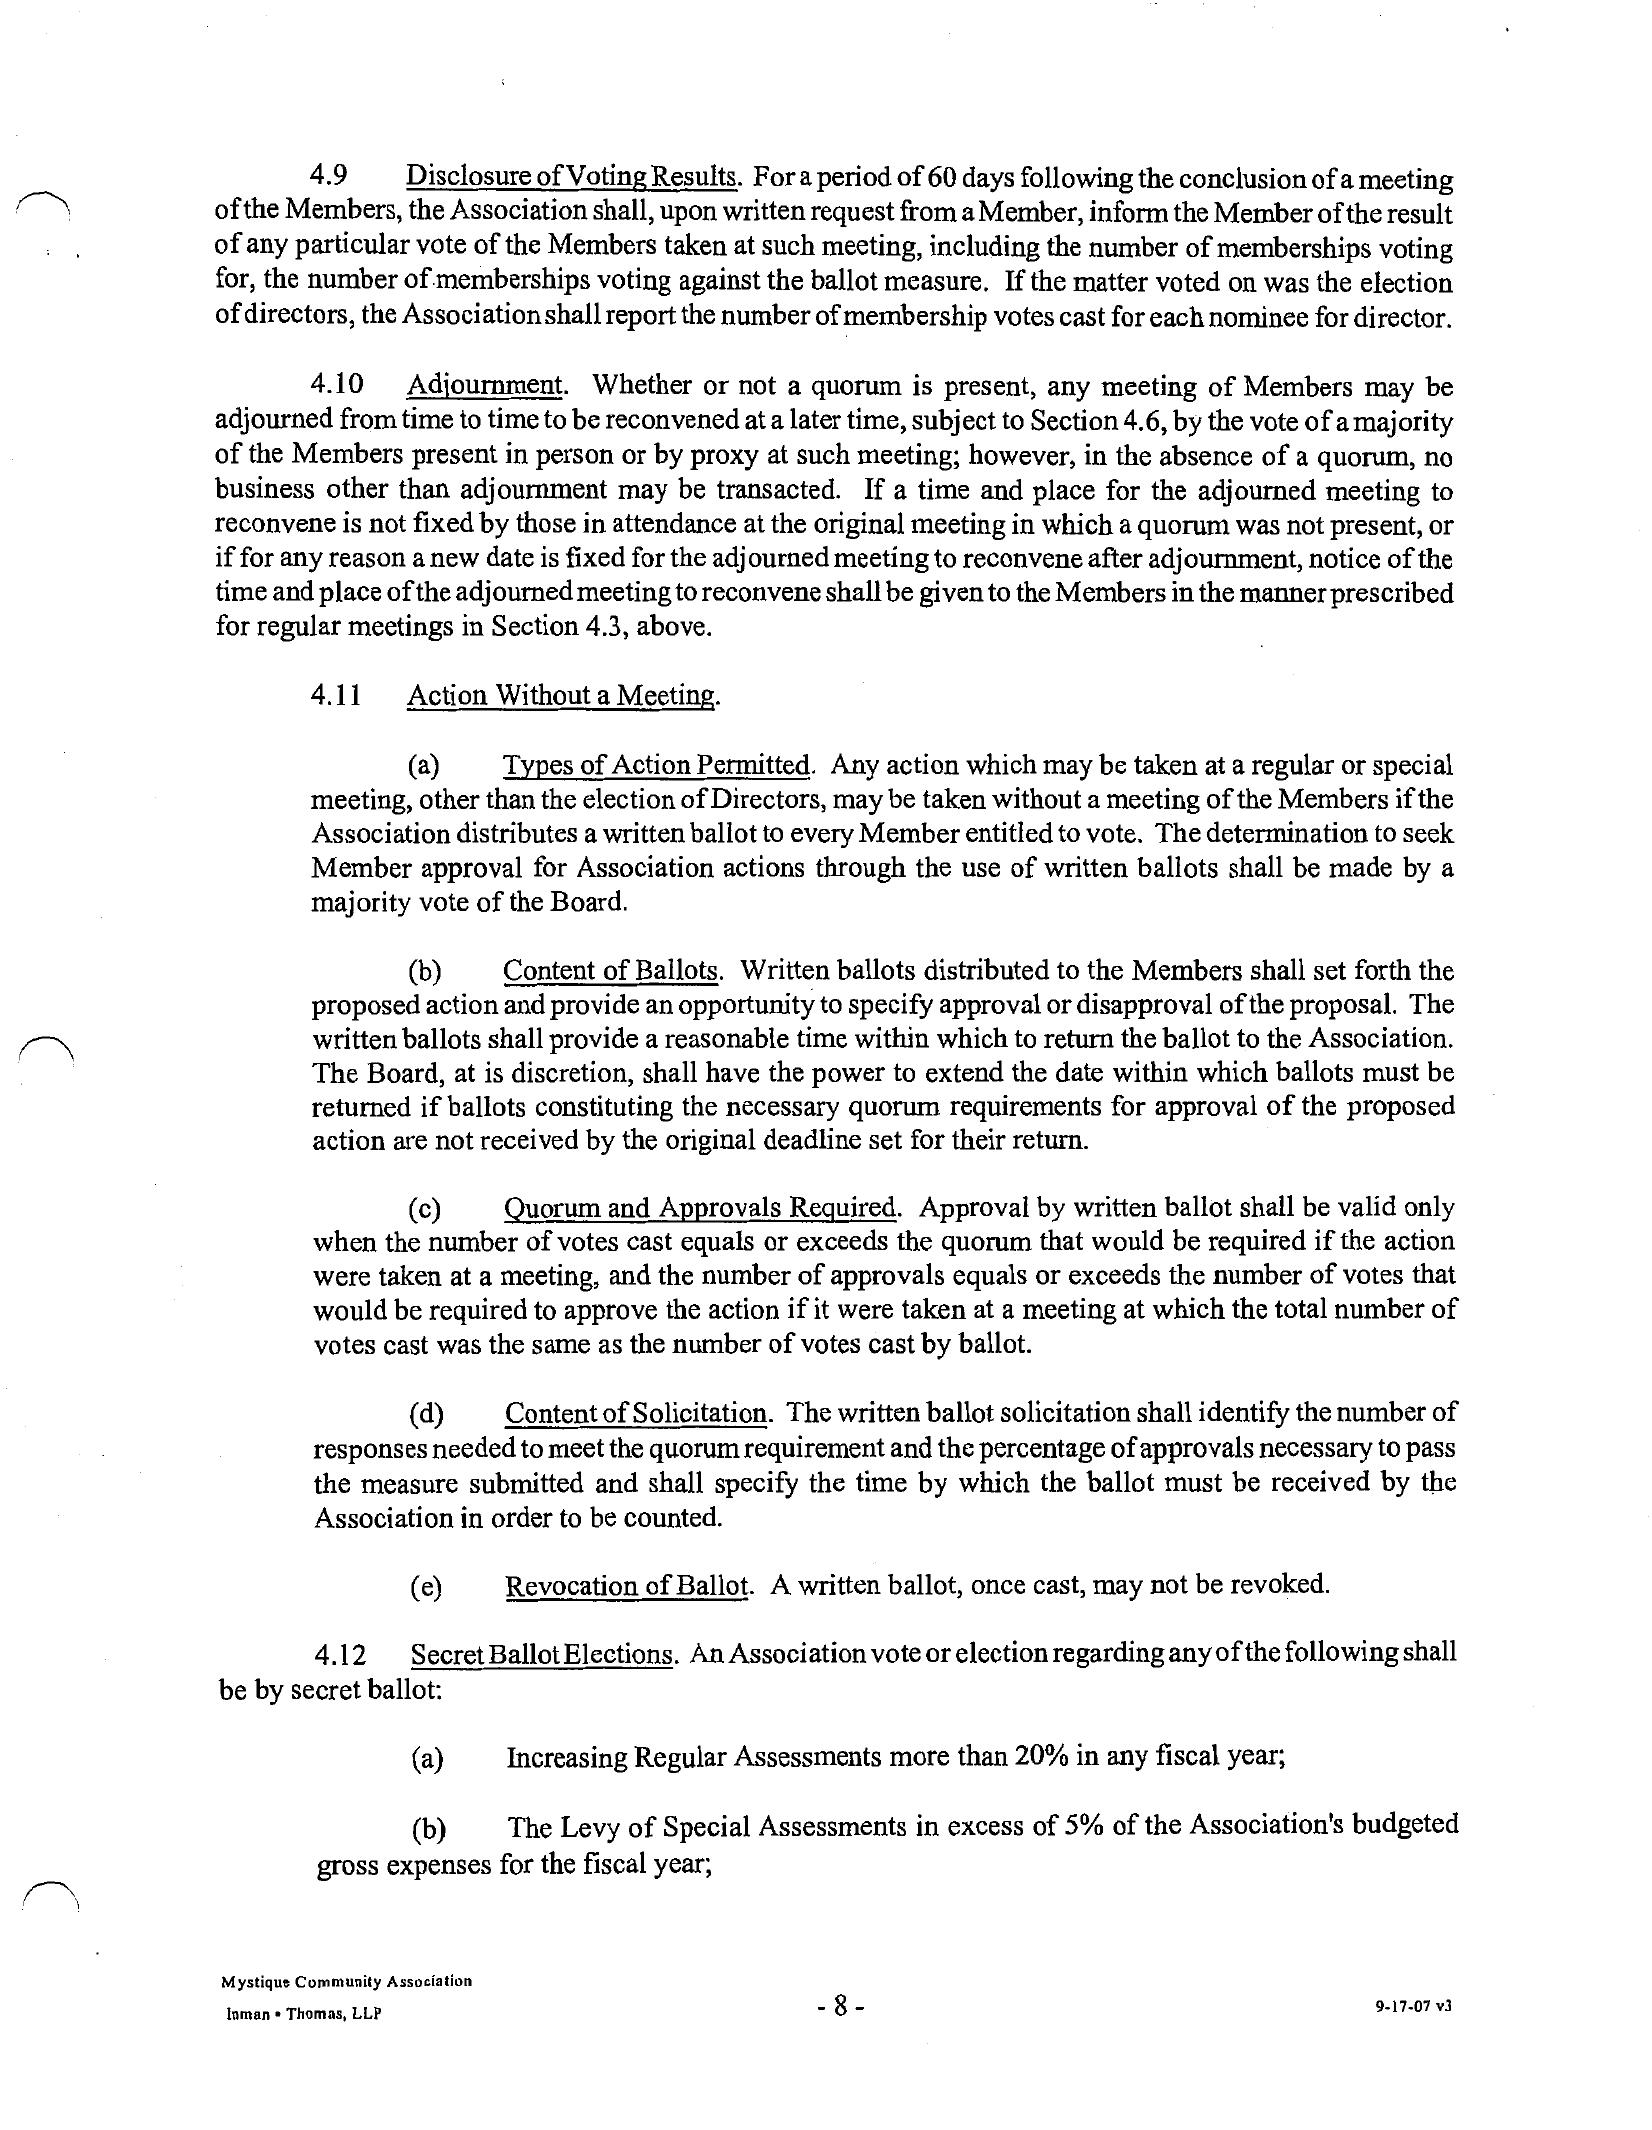 4.9 Disclosure of Voting Results. For a period of 60 days following the conclusion of a meeting
of the Members, the Association shall, upon written request from a Member, inform the Member of the result
of any particular vote of the Members taken at such meeting, including the number of memberships voting
for, the number of memberships voting against the ballot measure. If the matter voted on was the election
of directors, the Association shall report the number of membership votes cast for each nominee for director.
4.10 Adjournment. Whether or not a quorum is present, any meeting of Members may be
adjourned from time to time to be reconvened at a later time, subject to Section 4.6, by the vote of a majority
of the Members present in person or by proxy at such meeting; however, in the absence of a quorum, no
business other than adjournment may be transacted. If a time and place for the adjourned meeting to
reconvene is not fixed by those in attendance at the original meeting in which a quorum was not present, or
if for any reason a new date is fixed for the adjourned meeting to reconvene after adjournment, notice of the
time and place of the adjourned meeting to reconvene shall be given to the Members in the manner prescribed
for regular meetings in Section 4.3, above.
4.11 Action Without a Meeting.
(a) Types of Action Permitted. Any action which may be taken at a regular or special
meeting, other than the election of Directors, may be taken without a meeting of the Members if the
Association distributes a written ballot to every Member entitled to vote. The determination to seek
Member approval for Association actions through the use of written ballots shall be made by a
majority vote of the Board.
(b) Content of Ballots. Written ballots distributed to the Members shall set forth the
proposed action and provide an opportunity to specify approval or disapproval of the proposal. The
written ballots shall provide a reasonable time within which to return the ballot to the Association.
The Board, at is discretion, shall have the power to extend the date within which ballots must be
returned if ballots constituting the necessary quorum requirements for approval of the proposed
action are not received by the original deadline set for their return.
(c) Quorum and Approvals Required. Approval by written ballot shall be valid only
when the number of votes cast equals or exceeds the quorum that would be required if the action
were taken at a meeting, and the number of approvals equals or exceeds the number of votes that
would be required to approve the action if it were taken at a meeting at which the total number of
votes cast was the same as the number of votes cast by ballot.
(d) Content of Solicitation. The written ballot solicitation shall identify the number of
responses needed to meet the quorum requirement and the percentage of approvals necessary to pass
the measure submitted and shall specify the time by which the ballot must be received by the
Association in order to be counted.
(e) Revocation of Ballot. A written ballot, once cast, may not be revoked.
4.12 Secret Ballot Elections. An Association vote or election regarding any of the following shall
be by secret ballot:
(a) Increasing Regular Assessments more than 20% in any fiscal year;
(b) The Levy of Special Assessments in excess of 5% of the Association's budgeted
gross expenses for the fiscal year;
Mystique Community Association
Inman • Thomas, LLP
- 8 -
9-17-07 v3